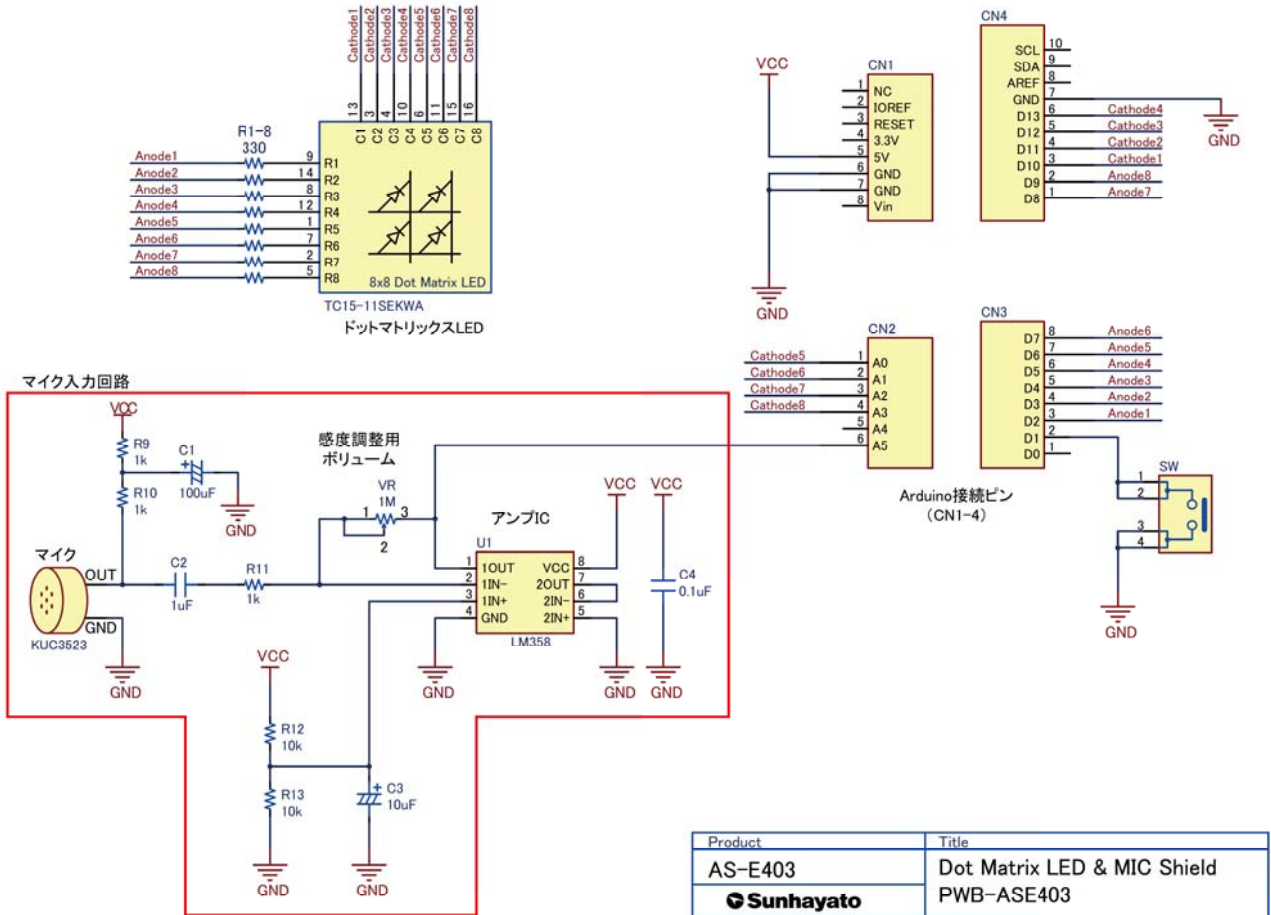 Cathode1
Cathode2
Cathode3
Cathode4
Cathode5
Cathode6
Cathode7
Cathode8
13
3
4
10
6
11
15
16
C1
C2
C3
C4
C5
C6
C7
C8
R1-8
330
Anode1 9 R1
Anode2 14 R2
Anode3 8 R3
Anode4 12 R4
Anode5 1 R5
Anode6 7 R6
Anode7 2 R7
Anode8 5 R8
8x8 Dot Matrix LED
TC15-11SEKWA
ドットマトリックスLED
VCC
CN1
1 NC
2 IOREF
3 RESET
4 3.3V
5 5V
6 GND
7 GND
8 Vin
GND
CN4
SCL 10
SDA 9
AREF 8
GND 7
D13 6 Cathode4
D12 5 Cathode3
D11 4 Cathode2
D10 3 Cathode1
D9 2 Anode8
D8 1 Anode7
GND
CN2
Cathode5 1 A0
Cathode6 2 A1
Cathode7 3 A2
Cathode8 4 A3
5 A4
6 A5
CN3
D7 8 Anode6
D6 7 Anode5
D5 6 Anode4
D4 5 Anode3
D3 4 Anode2
D2 3 Anode1
D1 2
D0 1
Arduino接続ピン
(CN1-4)
SW
1
2
3
4
GND
マイク入力回路
VCC
R9
1k
C1
+
100uF
GND
R10
1k
マイク
OUT
GND
KUC3523
GND
C2
1uF
R11
1k
感度調整用
ボリューム
VR
1M
1 3
2
アンプIC
U1
1 1OUT VCC 8
2 1IN- 2OUT 7
3 1IN+ 2IN- 6
4 GND 2IN+ 5
LM358
VCC
VCC
C4
0.1uF
GND
GND
GND
VCC
R12
10k
R13
10k
C3
+
10uF
GND
GND
Product Title
AS-E403 Dot Matrix LED & MIC Shield
Sunhayato PWB-ASE403